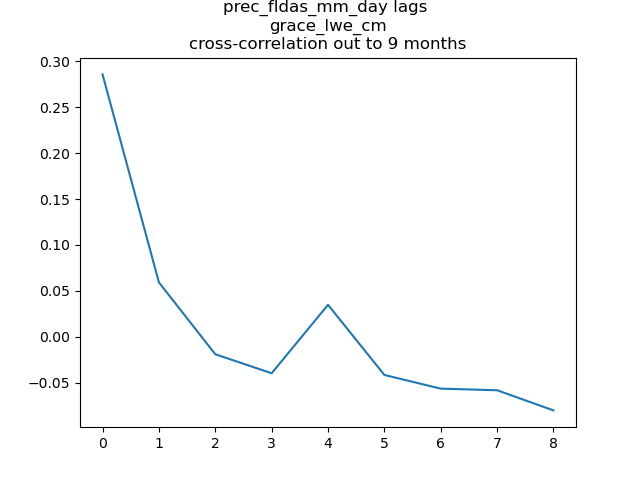 prec_fldas_mm_day lags
grace_lwe_cm
cross-correlation out to 9 months
0.30
0.25
0.20
0.15
0.10
0.05
0.00
−0.05
0 1 2 3 4 5 6 7 8